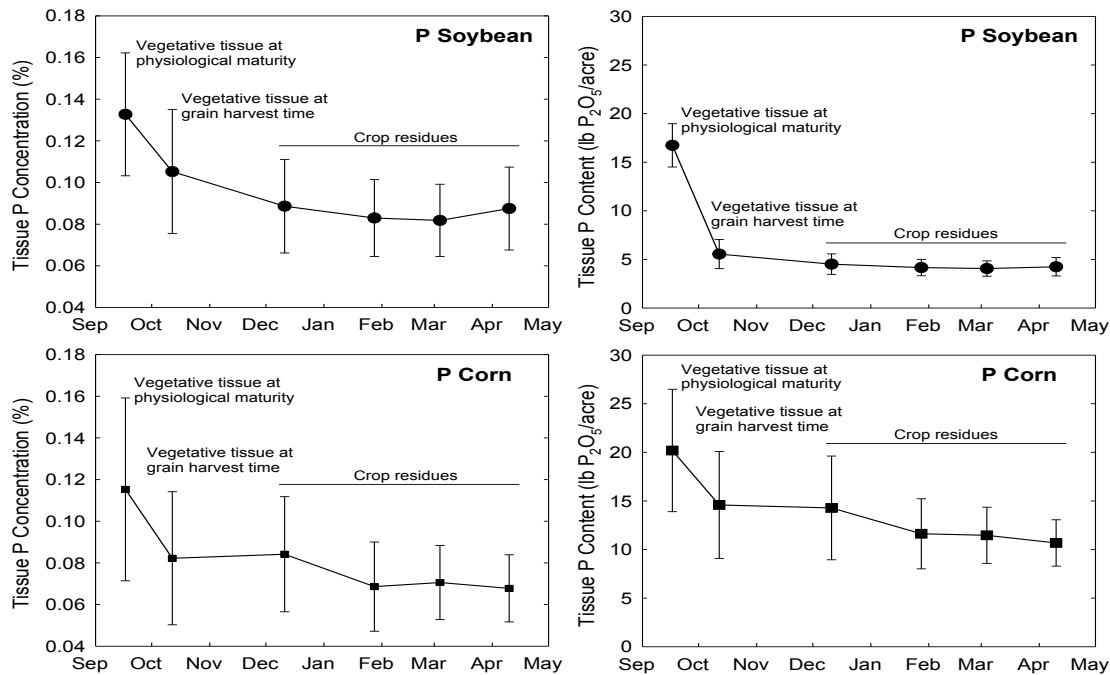 Tissue P Concentration (%)
0.18
0.16
0.14
0.12
0.10
0.08
0.06
0.04
P Soybean
Vegetative tissue at
physiological maturity
Vegetative tissue at
grain harvest time
Crop residues
Sep Oct Nov Dec Jan Feb Mar Apr May
Tissue P Content (lb P₂O₅/acre)
30
25
20
15
10
5
0
P Soybean
Vegetative tissue at
physiological maturity
Vegetative tissue at
grain harvest time
Crop residues
Sep Oct Nov Dec Jan Feb Mar Apr May
Tissue P Concentration (%)
0.18
0.16
0.14
0.12
0.10
0.08
0.06
0.04
P Corn
Vegetative tissue at
physiological maturity
Vegetative tissue at
grain harvest time
Crop residues
Sep Oct Nov Dec Jan Feb Mar Apr May
Tissue P Content (lb P₂O₅/acre)
30
25
20
15
10
5
0
P Corn
Vegetative tissue at
physiological maturity
Vegetative tissue at
grain harvest time
Crop residues
Sep Oct Nov Dec Jan Feb Mar Apr May